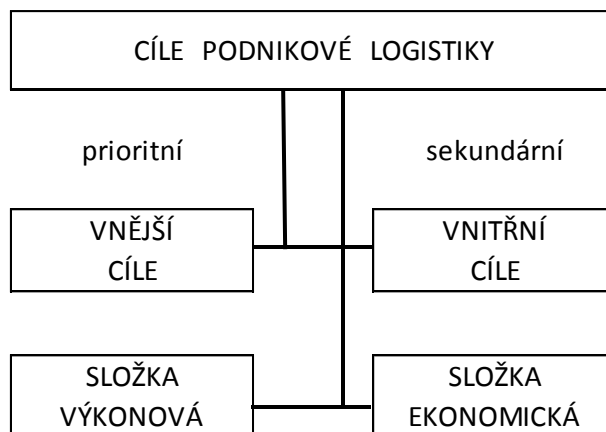 CÍLE PODNIKOVÉ LOGISTIKY
prioritní
sekundární
VNĚJŠÍ
CÍLE
VNITŘNÍ
CÍLE
SLOŽKA
VÝKONOVÁ
SLOŽKA
EKONOMICKÁ